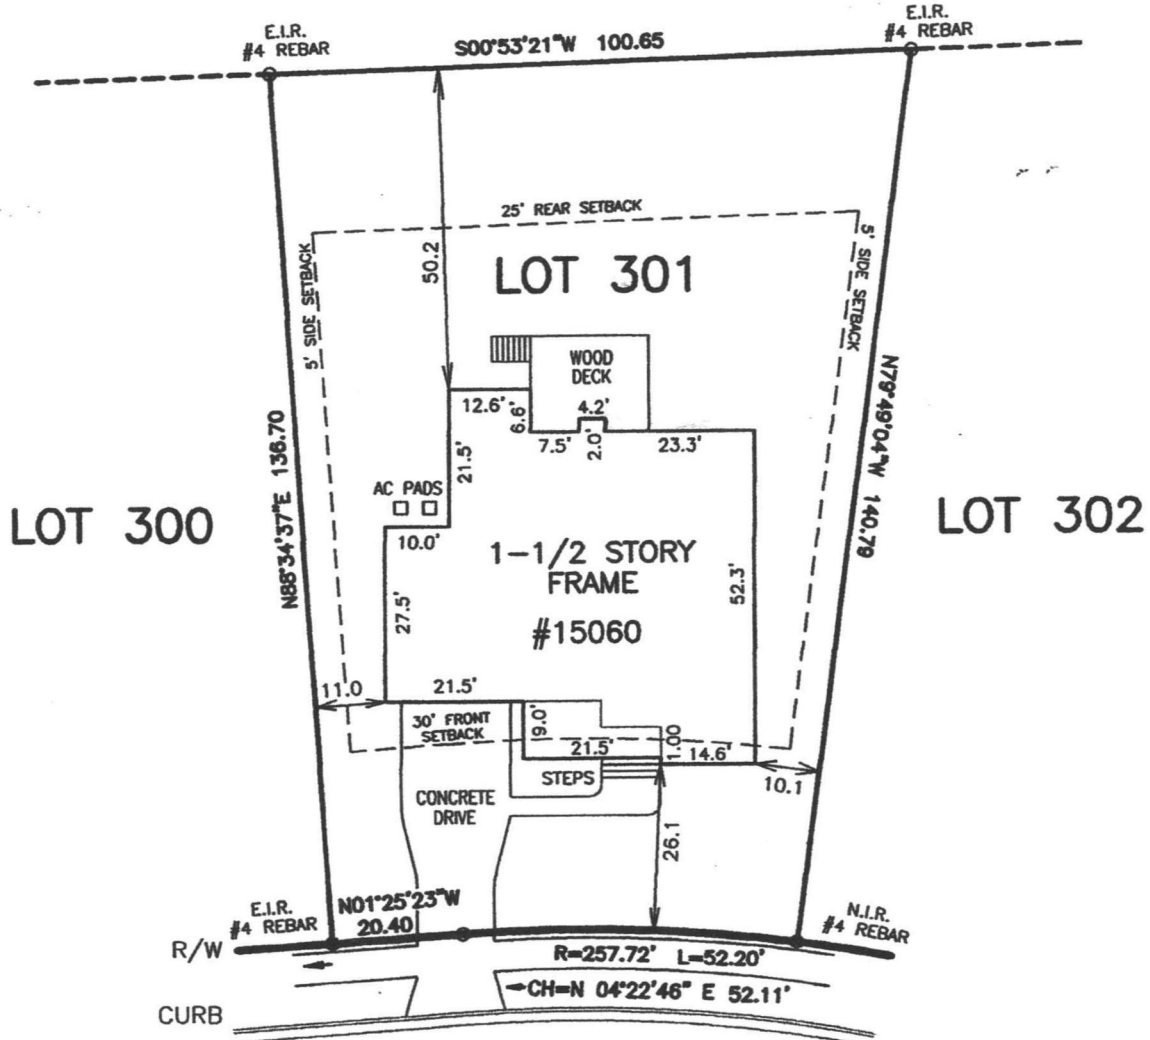 E.I.R.
#4 REBAR
S00°53'21"W 100.65
E.I.R.
#4 REBAR
25' REAR SETBACK
5' SIDE SETBACK
50.2
LOT 301
5' SIDE SETBACK
WOOD
DECK
12.6'
6.6'
4.2'
7.5'
2.0'
23.3'
21.5'
N88°34'37"E 136.70
N79°49'04"W 140.79
AC PADS
LOT 300
LOT 302
10.0'
1-1/2 STORY
FRAME
#15060
27.5'
52.3'
11.0
21.5'
30' FRONT
SETBACK
9.0'
21.5'
1.00
14.6'
10.1
STEPS
CONCRETE
DRIVE
26.1
E.I.R.
#4 REBAR
N01°25'23"W
20.40
N.I.R.
#4 REBAR
R/W
R=257.72' L=52.20'
CH=N 04°22'46" E 52.11'
CURB